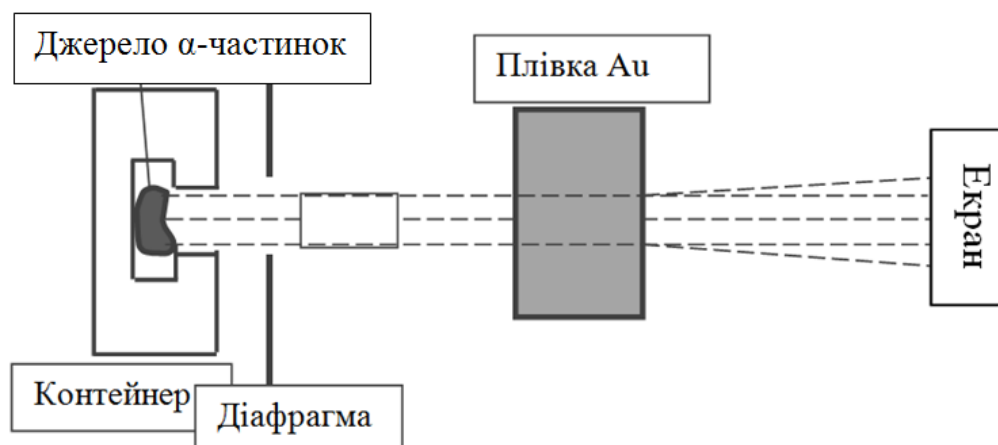 Джерело α-частинок
Плівка Au
Екран
Контейнер
Діафрагма